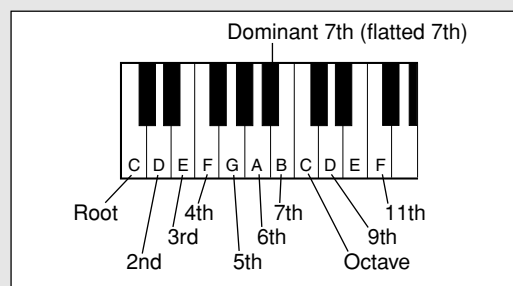 Dominant 7th (flatted 7th)
C D E F G A B C D E F
Root 4th 7th 11th
3rd 6th 9th
2nd 5th Octave